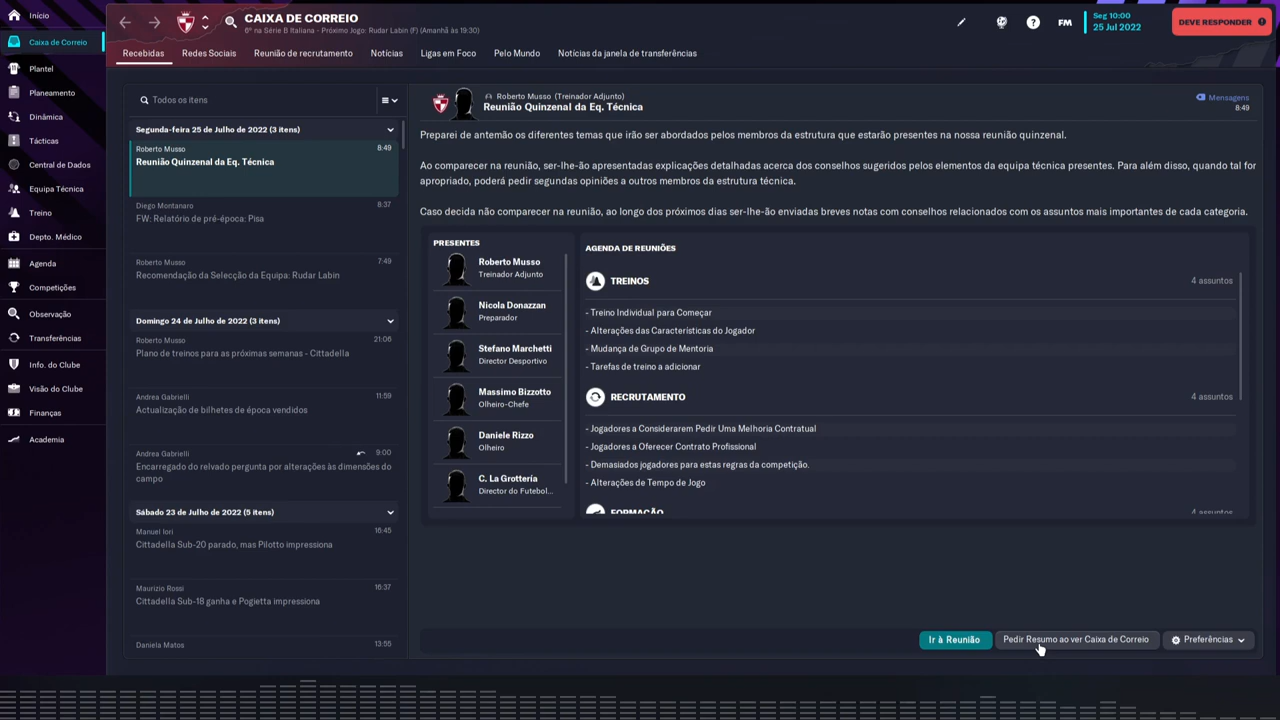 Início
Caixa de Correio
Plantel
Planeamento
Dinâmica
Tácticas
Central de Dados
Equipa Técnica
Treino
Depto. Médico
Agenda
Competições
Observação
Transferências
Info. do Clube
Visão do Clube
Finanças
Academia
CAIXA DE CORREIO
6º na Série B Italiana - Próximo Jogo: Rudar Labin (F) (Amanhã às 19:30)
FM
Seg 10:00
25 Jul 2022
DEVE RESPONDER
Recebidas
Redes Sociais
Reunião de recrutamento
Notícias
Ligas em Foco
Pelo Mundo
Notícias da janela de transferências
Todos os itens
Segunda-feira 25 de Julho de 2022 (3 itens)
Roberto Musso 8:49
Reunião Quinzenal da Eq. Técnica
Diego Montanaro 8:37
FW: Relatório de pré-época: Pisa
Roberto Musso 7:49
Recomendação da Selecção da Equipa: Rudar Labin
Domingo 24 de Julho de 2022 (3 itens)
Roberto Musso 21:06
Plano de treinos para as próximas semanas - Cittadella
Andrea Gabrielli 11:59
Actualização de bilhetes de época vendidos
Andrea Gabrielli 9:00
Encarregado do relvado pergunta por alterações às dimensões do
campo
Sábado 23 de Julho de 2022 (5 itens)
Manuel Iori 16:45
Cittadella Sub-20 parado, mas Pilotto impressiona
Maurizio Rossi 16:37
Cittadella Sub-18 ganha e Pogietta impressiona
Daniela Matos 13:55
Roberto Musso (Treinador Adjunto)
Reunião Quinzenal da Eq. Técnica
Mensagens
8:49
Preparei de antemão os diferentes temas que irão ser abordados pelos membros da estrutura que estarão presentes na nossa reunião quinzenal.
Ao comparecer na reunião, ser-lhe-ão apresentadas explicações detalhadas acerca dos conselhos sugeridos pelos elementos da equipa técnica presentes. Para além disso, quando tal for
apropriado, poderá pedir segundas opiniões a outros membros da estrutura técnica.
Caso decida não comparecer na reunião, ao longo dos próximos dias ser-lhe-ão enviadas breves notas com conselhos relacionados com os assuntos mais importantes de cada categoria.
PRESENTES
Roberto Musso
Treinador Adjunto
Nicola Donazzan
Preparador
Stefano Marchetti
Director Desportivo
Massimo Bizzotto
Olheiro-Chefe
Daniele Rizzo
Olheiro
C. La Grotteria
Director do Futebol...
AGENDA DE REUNIÕES
TREINOS 4 assuntos
- Treino Individual para Começar
- Alterações das Características do Jogador
- Mudança de Grupo de Mentoria
- Tarefas de treino a adicionar
RECRUTAMENTO 4 assuntos
- Jogadores a Considerarem Pedir Uma Melhoria Contratual
- Jogadores a Oferecer Contrato Profissional
- Demasiados jogadores para estas regras da competição.
- Alterações de Tempo de Jogo
FORMAÇÃO 4 assuntos
Ir à Reunião
Pedir Resumo ao ver Caixa de Correio
Preferências